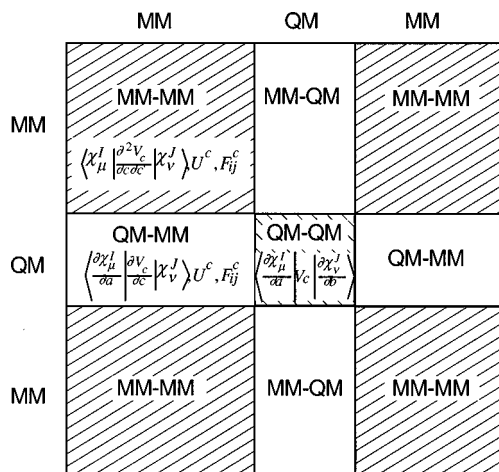 MM QM MM
MM
MM-MM MM-QM MM-MM
⟨χ_μ^I|∂²V_c/∂c∂c'|χ_ν^J⟩,U^c,F_ij^c
QM
QM-MM QM-QM QM-MM
⟨∂χ_μ^I/∂a|∂V_c/∂c|χ_ν^J⟩,U^c,F_ij^c ⟨∂χ_μ^I/∂a|V_c|∂χ_ν^J/∂b⟩
MM
MM-MM MM-QM MM-MM